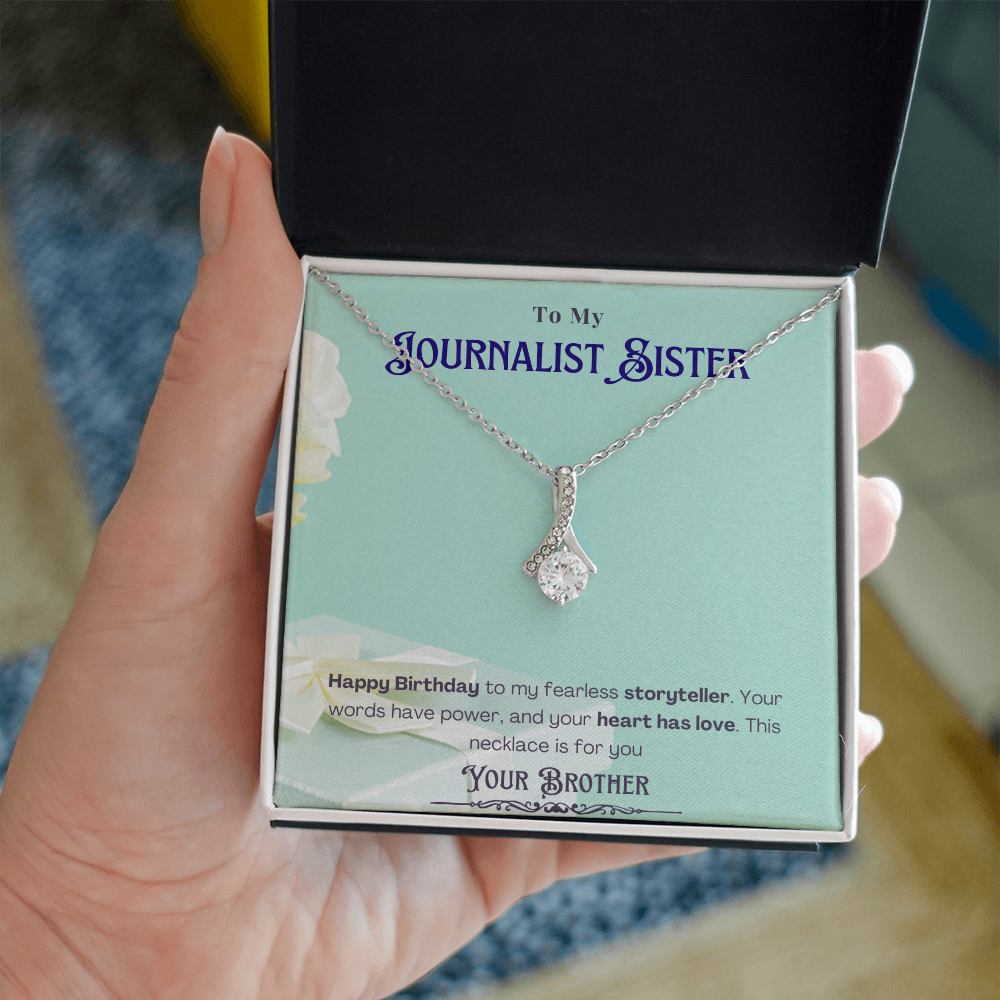 To My
Journalist Sister
Happy Birthday to my fearless storyteller. Your
words have power, and your heart has love. This
necklace is for you
Your Brother